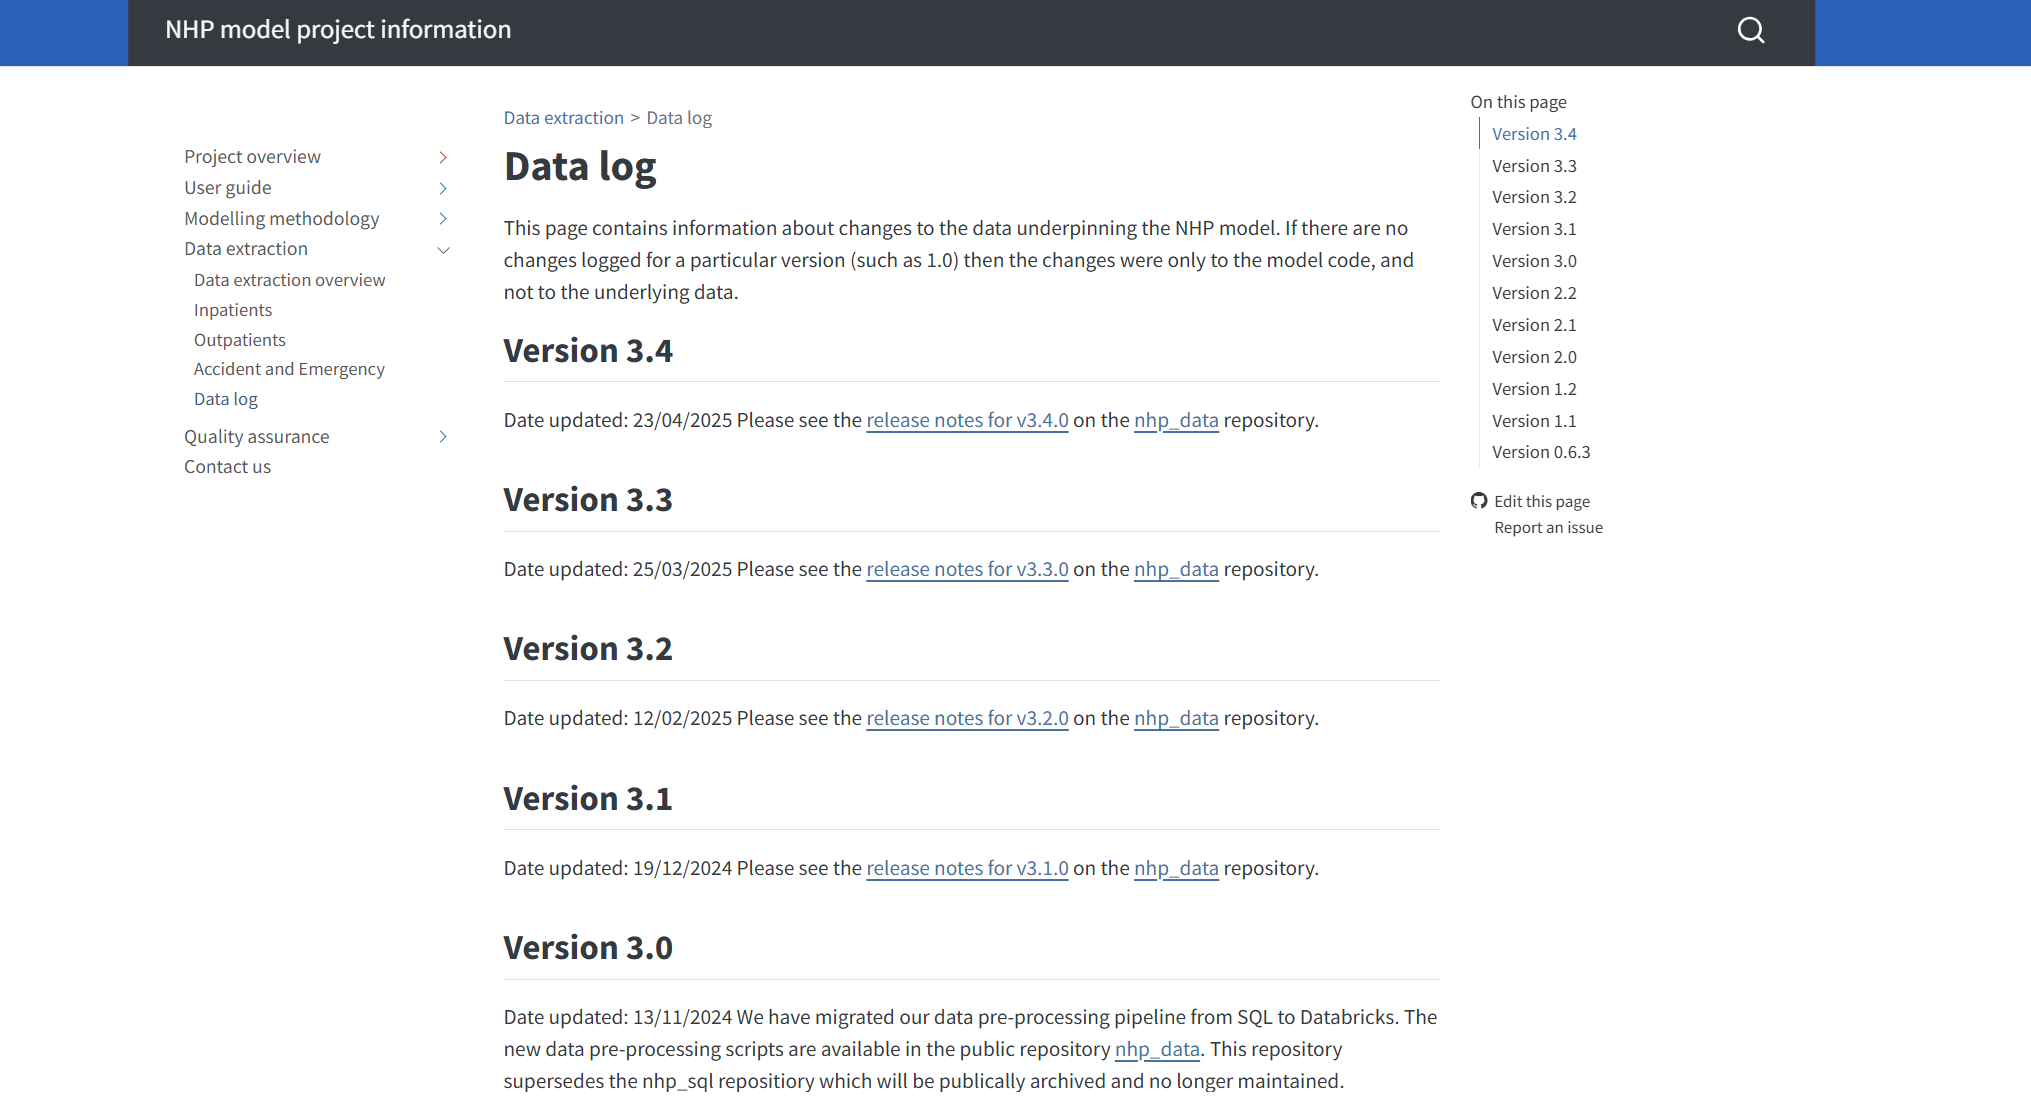 NHP model project information
Project overview
User guide
Modelling methodology
Data extraction
Data extraction overview
Inpatients
Outpatients
Accident and Emergency
Data log
Quality assurance
Contact us
Data extraction > Data log
Data log
This page contains information about changes to the data underpinning the NHP model. If there are no
changes logged for a particular version (such as 1.0) then the changes were only to the model code, and
not to the underlying data.
Version 3.4
Date updated: 23/04/2025 Please see the release notes for v3.4.0 on the nhp_data repository.
Version 3.3
Date updated: 25/03/2025 Please see the release notes for v3.3.0 on the nhp_data repository.
Version 3.2
Date updated: 12/02/2025 Please see the release notes for v3.2.0 on the nhp_data repository.
Version 3.1
Date updated: 19/12/2024 Please see the release notes for v3.1.0 on the nhp_data repository.
Version 3.0
Date updated: 13/11/2024 We have migrated our data pre-processing pipeline from SQL to Databricks. The
new data pre-processing scripts are available in the public repository nhp_data. This repository
supersedes the nhp_sql repositiory which will be publically archived and no longer maintained.
On this page
Version 3.4
Version 3.3
Version 3.2
Version 3.1
Version 3.0
Version 2.2
Version 2.1
Version 2.0
Version 1.2
Version 1.1
Version 0.6.3
Edit this page
Report an issue